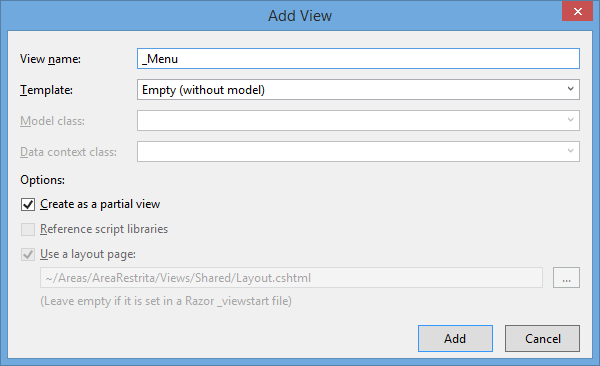 Add View
View name:
_Menu
Template:
Empty (without model)
Model class:
Data context class:
Options:
Create as a partial view
Reference script libraries
Use a layout page:
~/Areas/AreaRestrita/Views/Shared/Layout.cshtml
...
(Leave empty if it is set in a Razor _viewstart file)
Add
Cancel